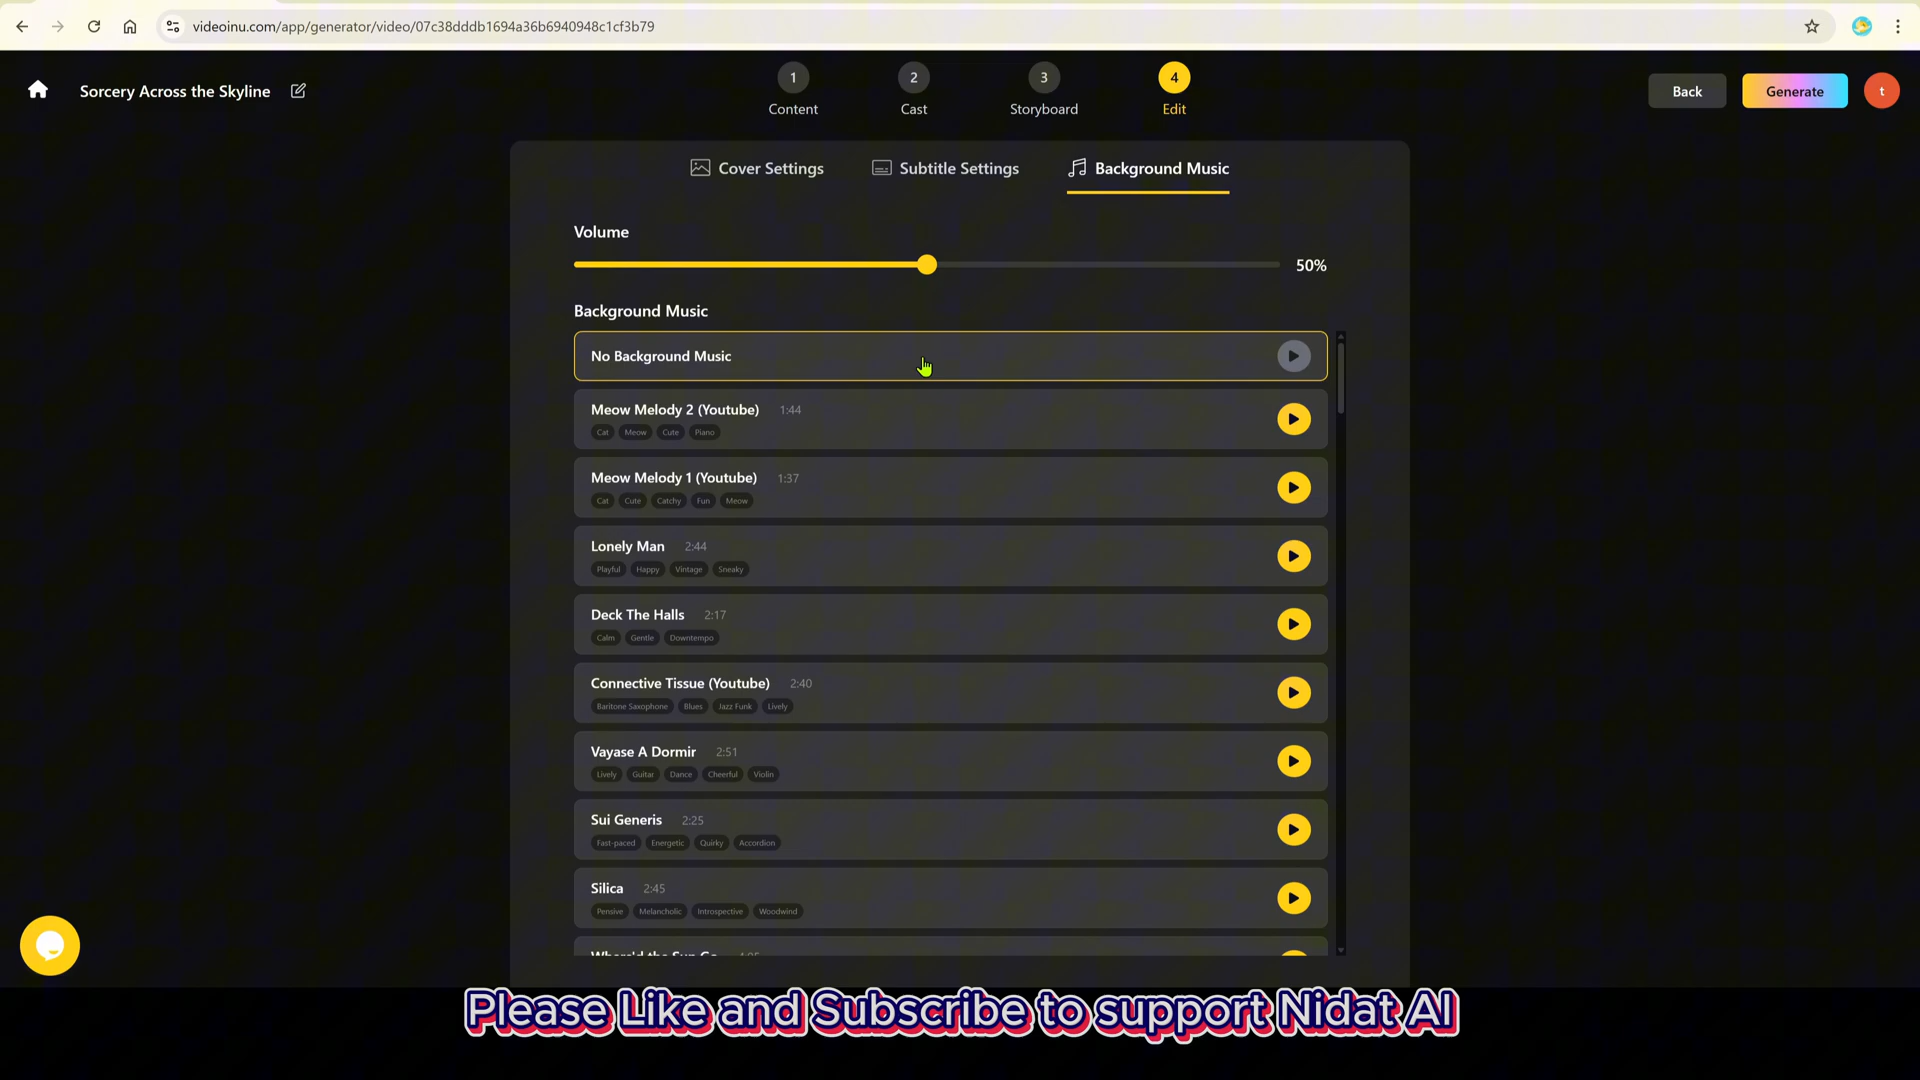 videoinu.com/app/generator/video/07c38dddb1694a36b6940948c1cf3b79
Sorcery Across the Skyline
1
Content
2
Cast
3
Storyboard
4
Edit
Back
Generate
t
Cover Settings
Subtitle Settings
Background Music
Volume
50%
Background Music
No Background Music
Meow Melody 2 (Youtube) 1:44
Cat Meow Cute Piano
Meow Melody 1 (Youtube) 1:37
Cat Cute Catchy Fun Meow
Lonely Man 2:44
Playful Happy Vintage Sneaky
Deck The Halls 2:17
Calm Gentle Downtempo
Connective Tissue (Youtube) 2:40
Baritone Saxophone Blues Jazz Funk Lively
Vayase A Dormir 2:51
Lively Guitar Dance Cheerful Violin
Sui Generis 2:25
Fast-paced Energetic Quirky Accordion
Silica 2:45
Pensive Melancholic Introspective Woodwind
Where'd the Sun Go
Please Like and Subscribe to support Nidat AI